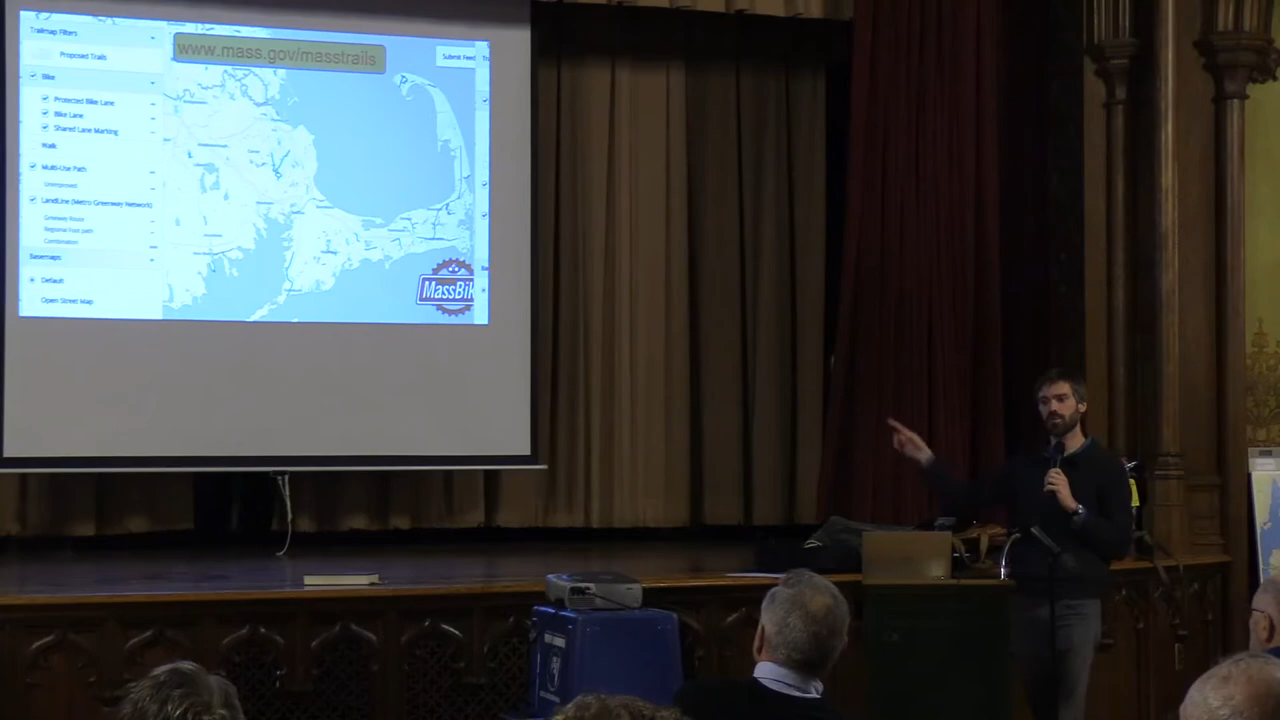 Trailmap Filters
Proposed Trails
Bike
Protected Bike Lane
Bike Lane
Shared Lane Marking
Walk
Multi-Use Path
Unimproved
LandLine (Metro Greenway Network)
Greenway Route
Regional Foot path
Combination
Basemaps
Default
Open Street Map
www.mass.gov/masstrails
Submit Feed
MassBik